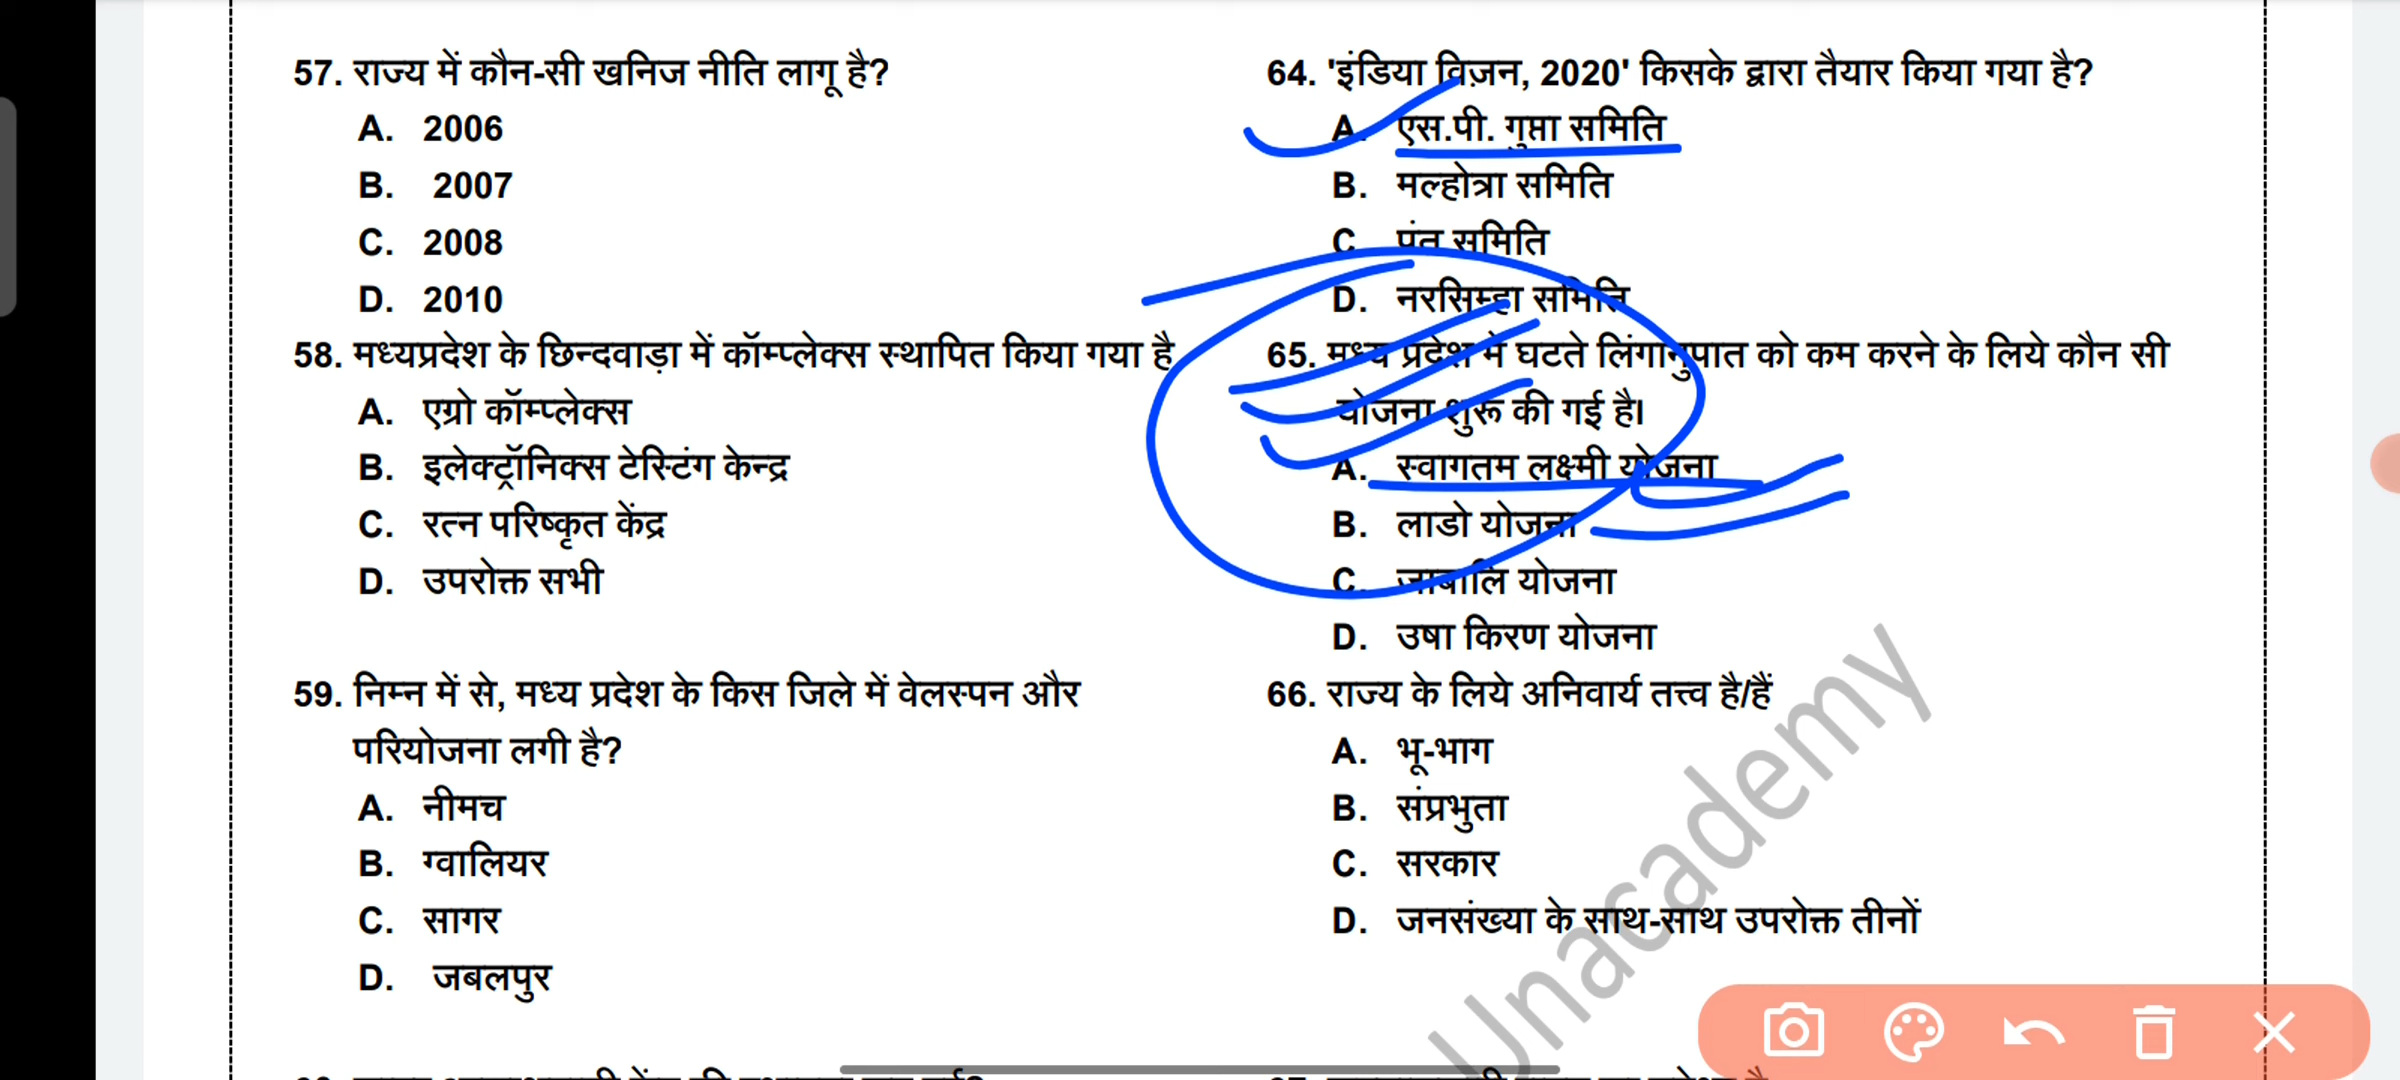 57. राज्य में कौन-सी खनिज नीति लागू है?
A. 2006
B. 2007
C. 2008
D. 2010
58. मध्यप्रदेश के छिन्दवाड़ा में कॉम्प्लेक्स स्थापित किया गया है
A. एग्रो कॉम्प्लेक्स
B. इलेक्ट्रॉनिक्स टेस्टिंग केन्द्र
C. रत्न परिष्कृत केंद्र
D. उपरोक्त सभी
59. निम्न में से, मध्य प्रदेश के किस जिले में वेलस्पन और
परियोजना लगी है?
A. नीमच
B. ग्वालियर
C. सागर
D. जबलपुर
64. 'इंडिया विज़न, 2020' किसके द्वारा तैयार किया गया है?
A. एस.पी. गुप्ता समिति
B. मल्होत्रा समिति
C. पंत समिति
D. नरसिम्हा समिति
65. मध्य प्रदेश में घटते लिंगानुपात को कम करने के लिये कौन सी
योजना शुरू की गई है।
A. स्वागतम लक्ष्मी योजना
B. लाडो योजना
C. जाबालि योजना
D. उषा किरण योजना
66. राज्य के लिये अनिवार्य तत्त्व है/हैं
A. भू-भाग
B. संप्रभुता
C. सरकार
D. जनसंख्या के साथ-साथ उपरोक्त तीनों
Unacademy